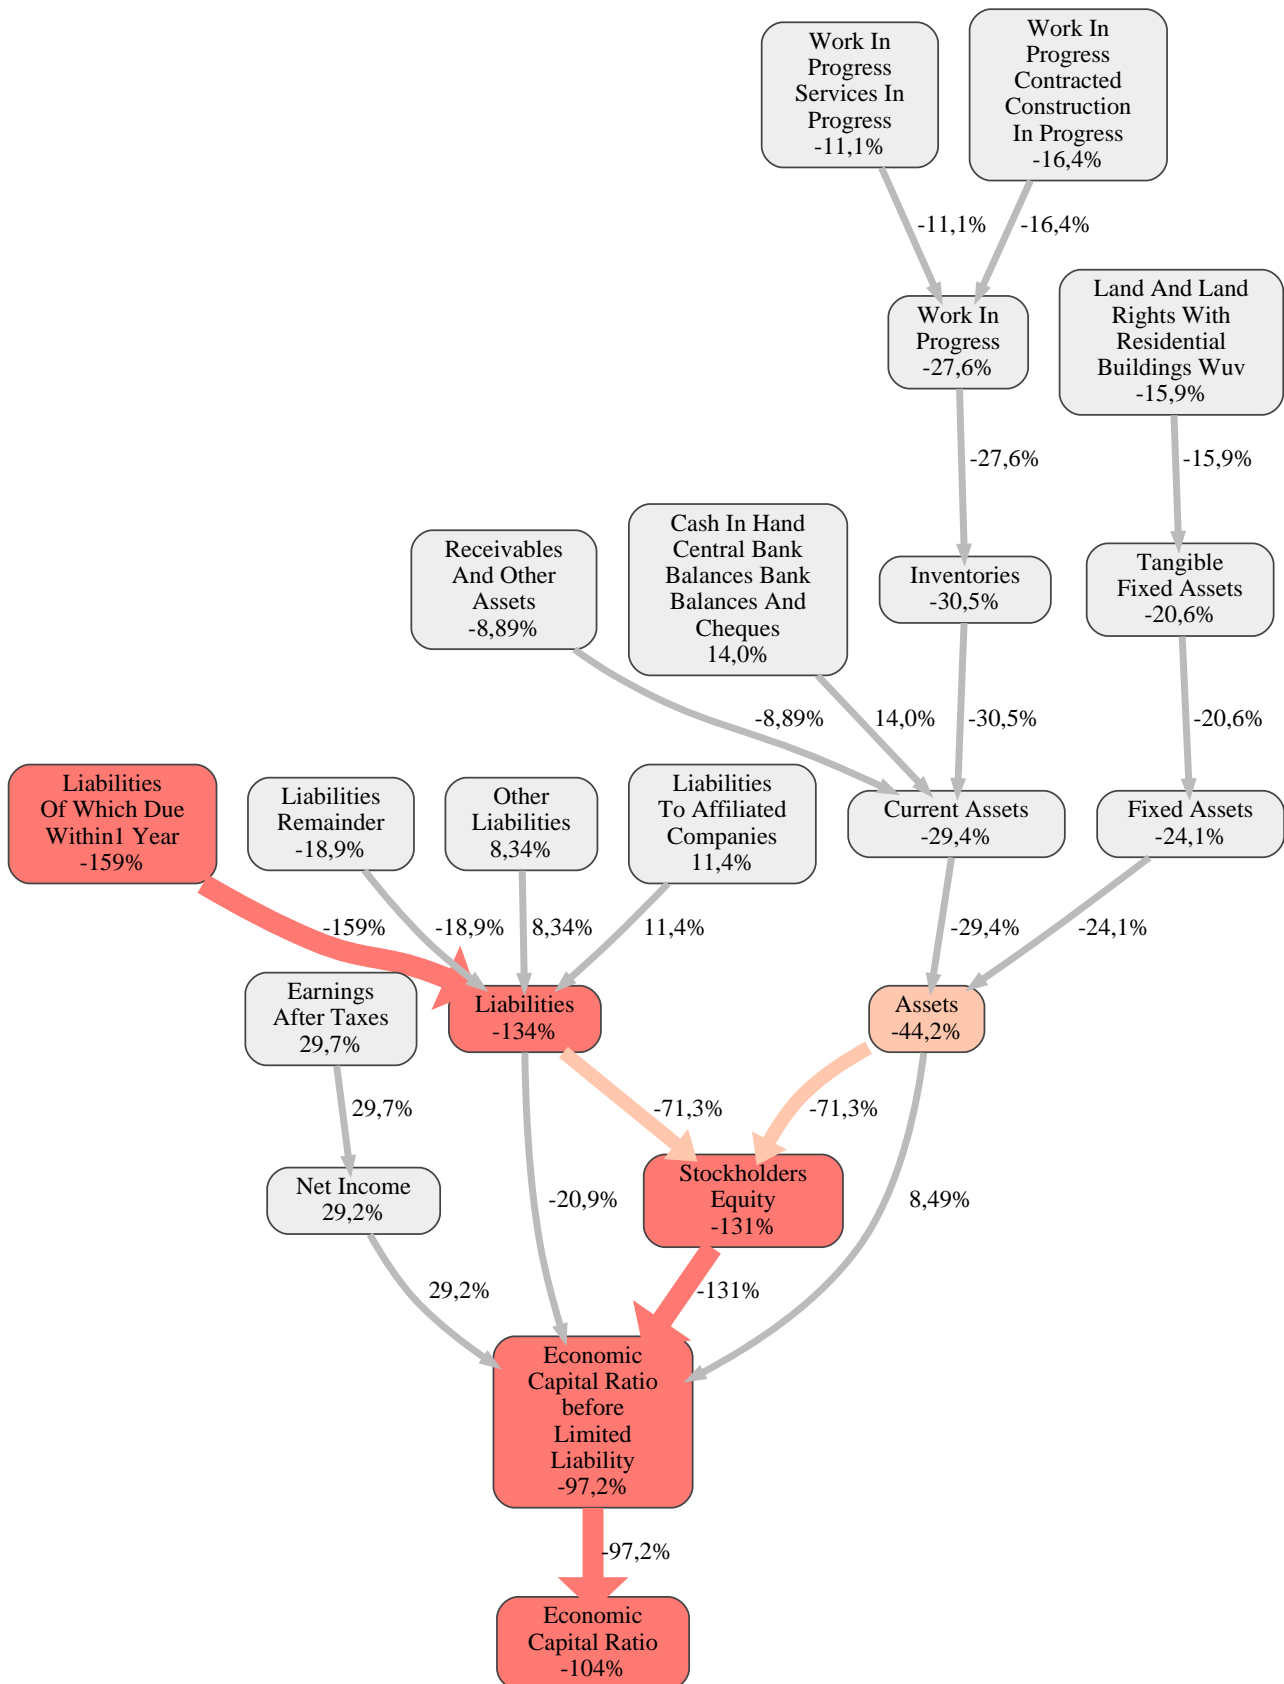 Work In
Progress
Services In
Progress
-11,1%
Work In
Progress
Contracted
Construction
In Progress
-16,4%
-11,1%
-16,4%
Work In
Progress
-27,6%
Land And Land
Rights With
Residential
Buildings Wuv
-15,9%
-27,6%
-15,9%
Receivables
And Other
Assets
-8,89%
Cash In Hand
Central Bank
Balances Bank
Balances And
Cheques
14,0%
Inventories
-30,5%
Tangible
Fixed Assets
-20,6%
-8,89%
14,0%
-30,5%
-20,6%
Liabilities
Of Which Due
Within1 Year
-159%
Liabilities
Remainder
-18,9%
Other
Liabilities
8,34%
Liabilities
To Affiliated
Companies
11,4%
Current Assets
-29,4%
Fixed Assets
-24,1%
-159%
-18,9%
8,34%
11,4%
-29,4%
-24,1%
Earnings
After Taxes
29,7%
Liabilities
-134%
Assets
-44,2%
29,7%
-71,3%
-71,3%
Net Income
29,2%
-20,9%
Stockholders
Equity
-131%
8,49%
29,2%
-131%
Economic
Capital Ratio
before
Limited
Liability
-97,2%
-97,2%
Economic
Capital Ratio
-104%